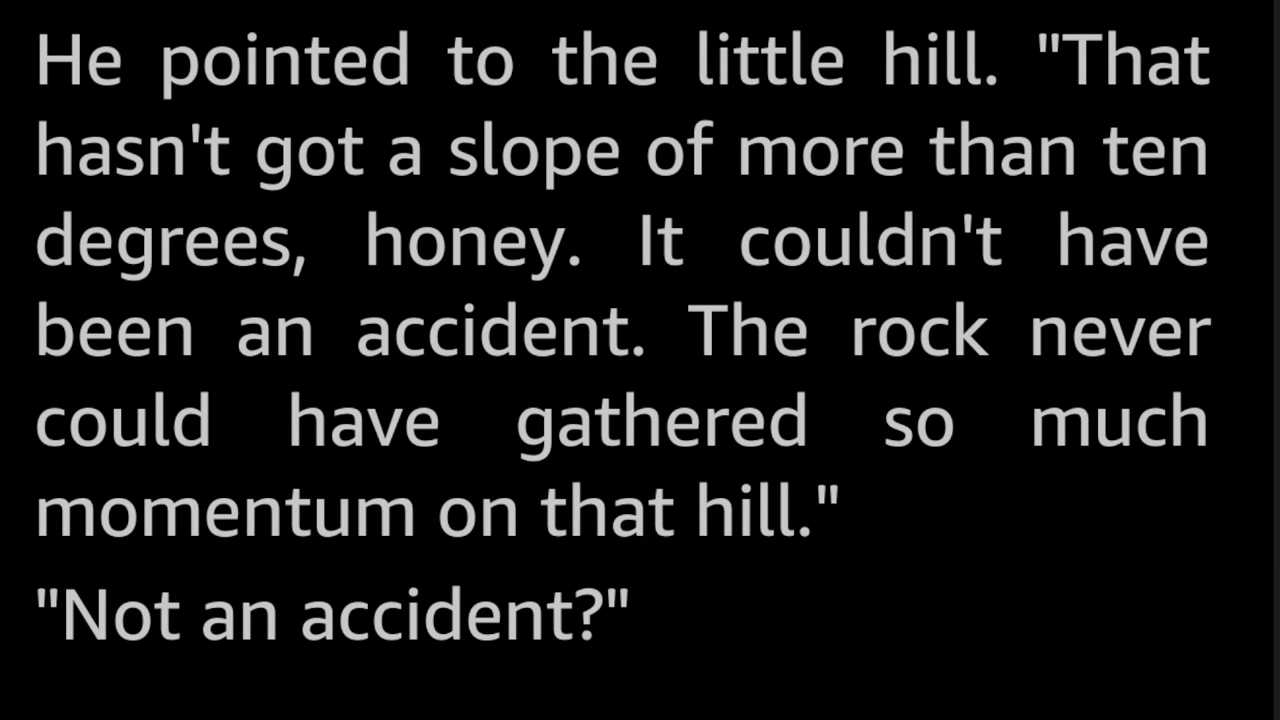 He pointed to the little hill. "That
hasn't got a slope of more than ten
degrees, honey. It couldn't have
been an accident. The rock never
could have gathered so much
momentum on that hill."
"Not an accident?"